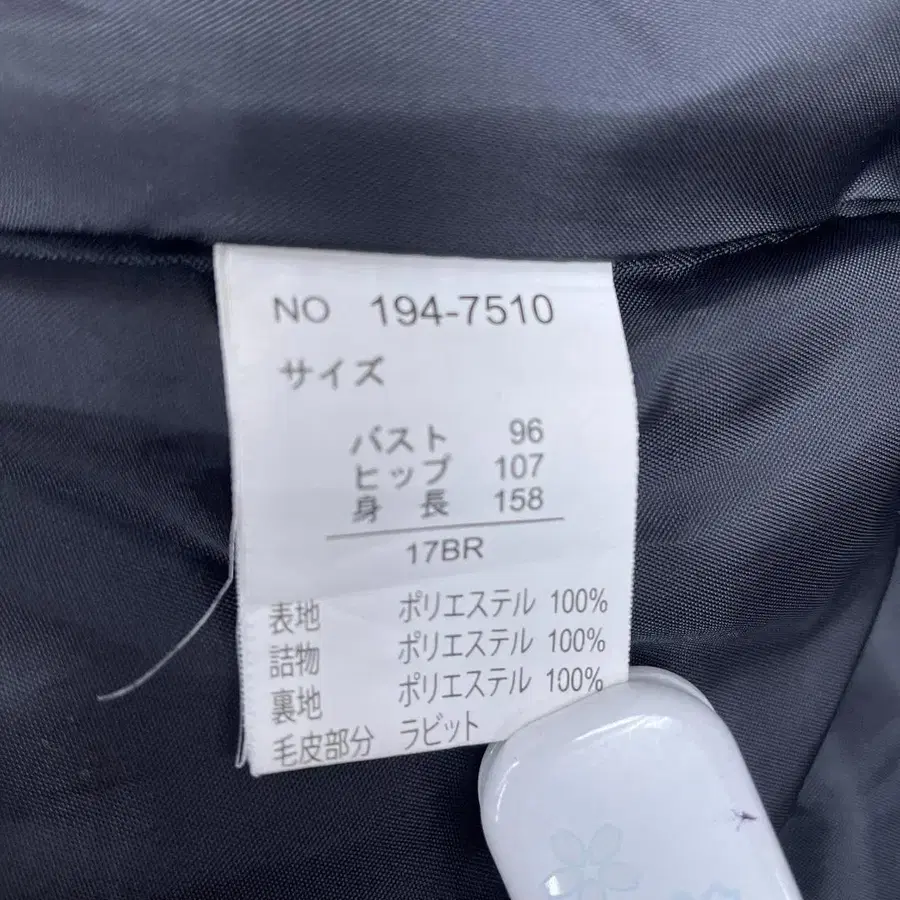 NO 194-7510
サイズ
バスト 96
ヒップ 107
身長 158
17BR
表地 ポリエステル 100%
詰物 ポリエステル 100%
裏地 ポリエステル 100%
毛皮部分 ラビット